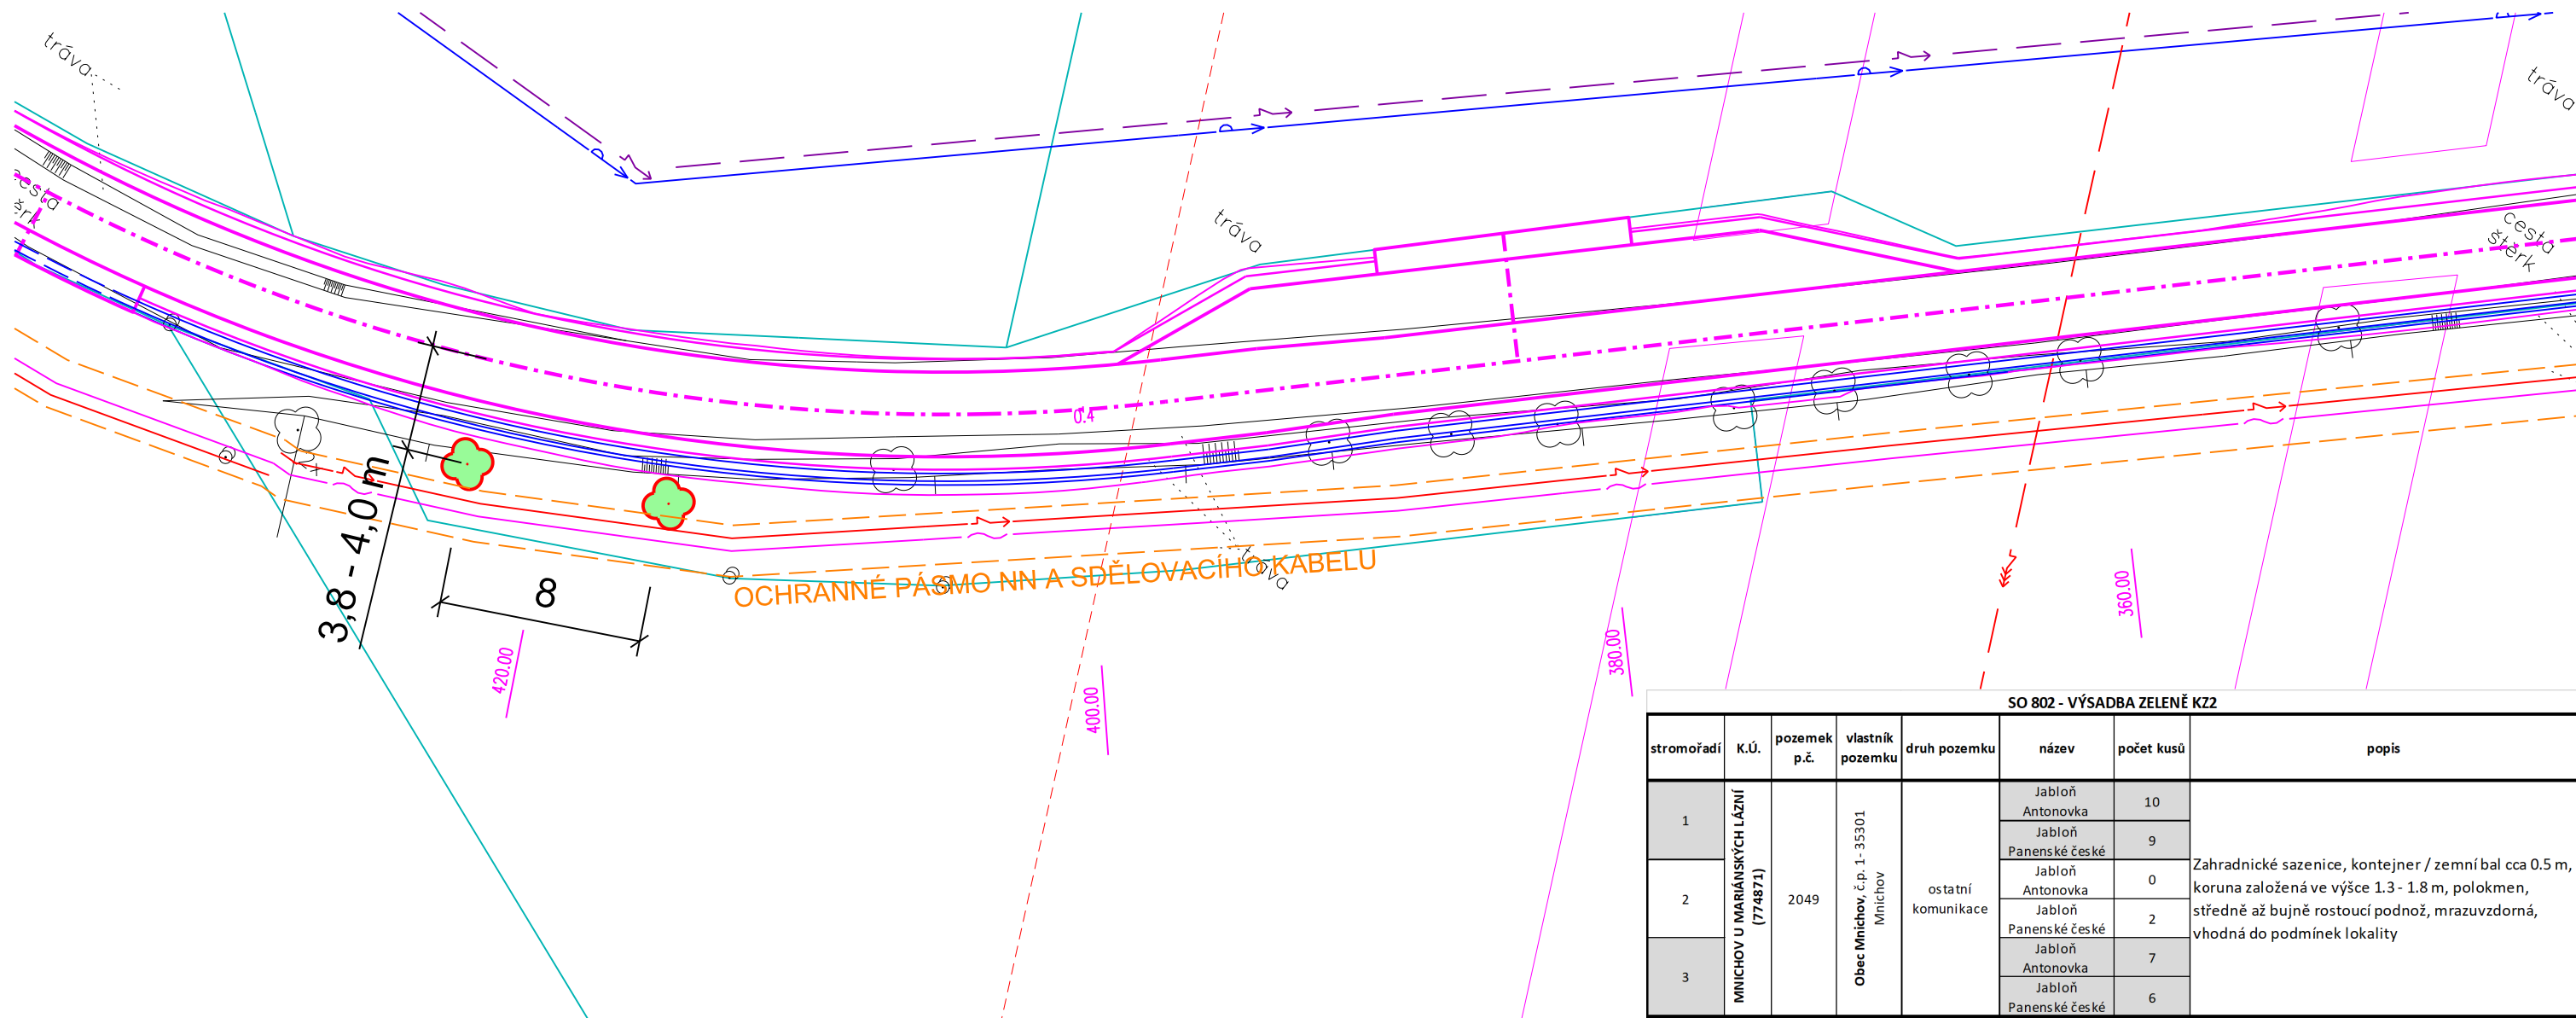 tráva
tráva
tráva
cesta
štěrk
cesta
štěrk
0.4
3,8 - 4,0 m
8
OCHRANNÉ PÁSMO NN A SDĚLOVACÍHO KABELU
tráva
420.00
400.00
380.00
360.00
SO 802 - VÝSADBA ZELENĚ KZ2
stromořadí
K.Ú.
pozemek
p.č.
vlastník
pozemku
druh pozemku
název
počet kusů
popis
1
2
3
MNICHOV U MARIÁNSKÝCH LÁZNÍ
(774871)
2049
Obec Mnichov, č.p. 1 - 35301
Mnichov
ostatní
komunikace
Jabloň
Antonovka
10
Jabloň
Panenské české
9
Jabloň
Antonovka
0
Jabloň
Panenské české
2
Jabloň
Antonovka
7
Jabloň
Panenské české
6
Zahradnické sazenice, kontejner / zemní bal cca 0.5 m,
koruna založená ve výšce 1.3 - 1.8 m, polokmen,
středně až bujně rostoucí podnož, mrazuvzdorná,
vhodná do podmínek lokality